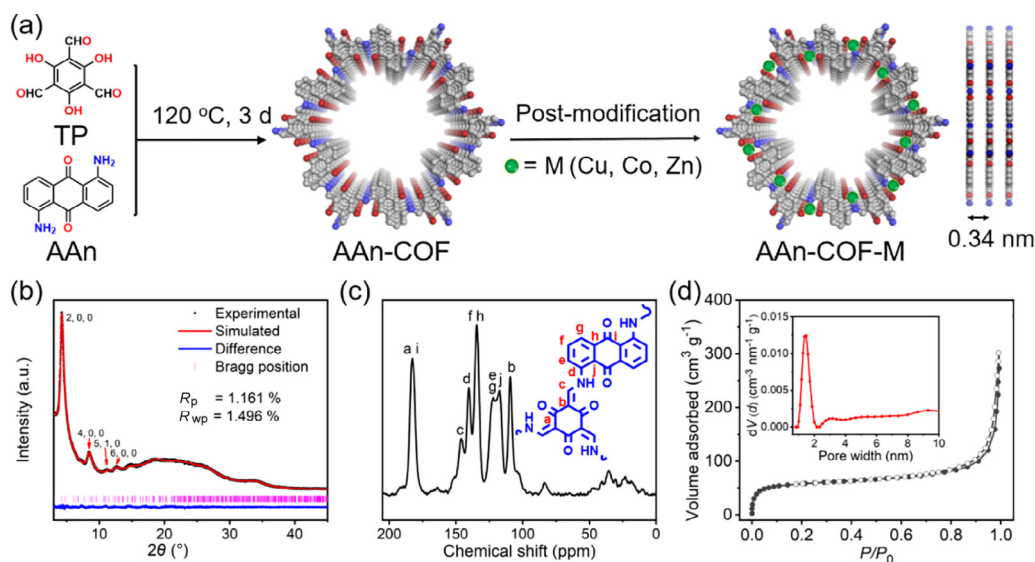 (a)
CHO
HO
OH
OHC
CHO
OH
TP
NH₂
O
O
NH₂
AAn
120 °C, 3 d
AAn-COF
Post-modification
= M (Cu, Co, Zn)
AAn-COF-M
0.34 nm
(b)
Intensity (a.u.)
2, 0, 0
Experimental
Simulated
Difference
Bragg position
Rp = 1.161 %
Rwp = 1.496 %
4, 0, 0
5, 1, 0
6, 0, 0
10 20 30 40
2θ (°)
(c)
a i
f h
d
c
e
g
j
b
O
HN
g
h
i
f
e
j
d
O
NH
c
b
O
O
a
HN
O
NH
200 150 100 50 0
Chemical shift (ppm)
(d)
Volume adsorbed (cm³ g⁻¹)
400
300
200
100
0
dV (d) (cm³ nm⁻¹ g⁻¹)
0.015
0.010
0.005
0.000
2 4 6 8 10
Pore width (nm)
0.0 0.2 0.4 0.6 0.8 1.0
P/P₀